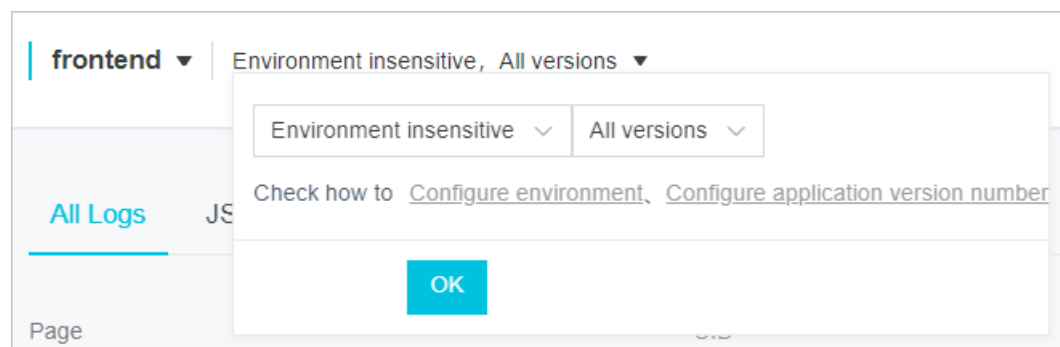 frontend
Environment insensitive，All versions
Environment insensitive
All versions
Check how to Configure environment、Configure application version number
All Logs
JS
OK
Page